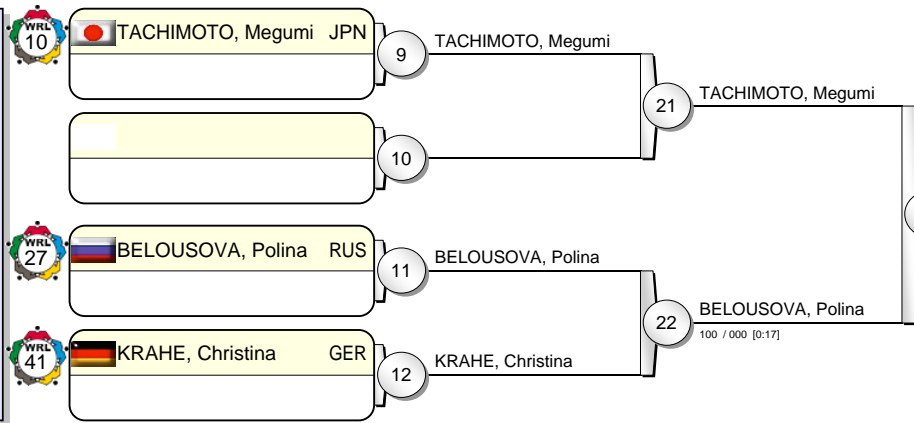 WRL
10
TACHIMOTO, Megumi JPN
9
TACHIMOTO, Megumi
21
TACHIMOTO, Megumi
10
WRL
27
BELOUSOVA, Polina RUS
11
BELOUSOVA, Polina
22
BELOUSOVA, Polina
100 / 000 [0:17]
WRL
41
KRAHE, Christina GER
12
KRAHE, Christina